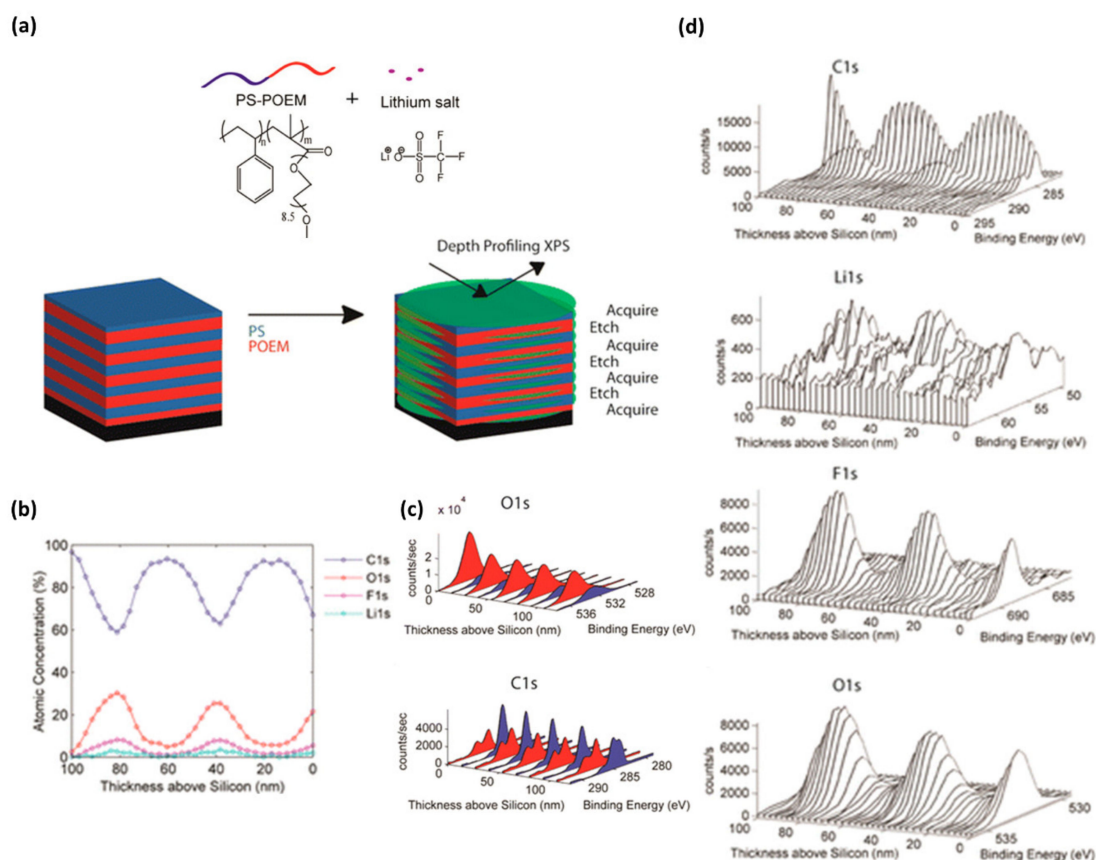 (a)
PS-POEM + Lithium salt
n m
O
O
8.5 O
Li O S F F F O O
Depth Profiling XPS
PS
POEM
Acquire
Etch
Acquire
Etch
Acquire
Etch
Acquire
(b)
100
80
60
40
20
0
100 80 60 40 20 0
Atomic Concentration (%)
Thickness above Silicon (nm)
C1s
O1s
F1s
Li1s
(c)
O1s
x 10⁴
2
1
0
counts/sec
0 50 100
Thickness above Silicon (nm)
536 532 528
Binding Energy (eV)
C1s
4000
2000
0
counts/sec
0 50 100
Thickness above Silicon (nm)
290 285 280
Binding Energy (eV)
(d)
C1s
15000
10000
5000
0
counts/s
100 80 60 40 20 0
Thickness above Silicon (nm)
295 290 285
Binding Energy (eV)
Li1s
600
400
200
0
counts/s
100 80 60 40 20 0
Thickness above Silicon (nm)
60 55 50
Binding Energy (eV)
F1s
8000
6000
4000
2000
0
counts/s
100 80 60 40 20 0
Thickness above Silicon (nm)
690 685
Binding Energy (eV)
O1s
8000
6000
4000
2000
0
counts/s
100 80 60 40 20 0
Thickness above Silicon (nm)
535 530
Binding Energy (eV)